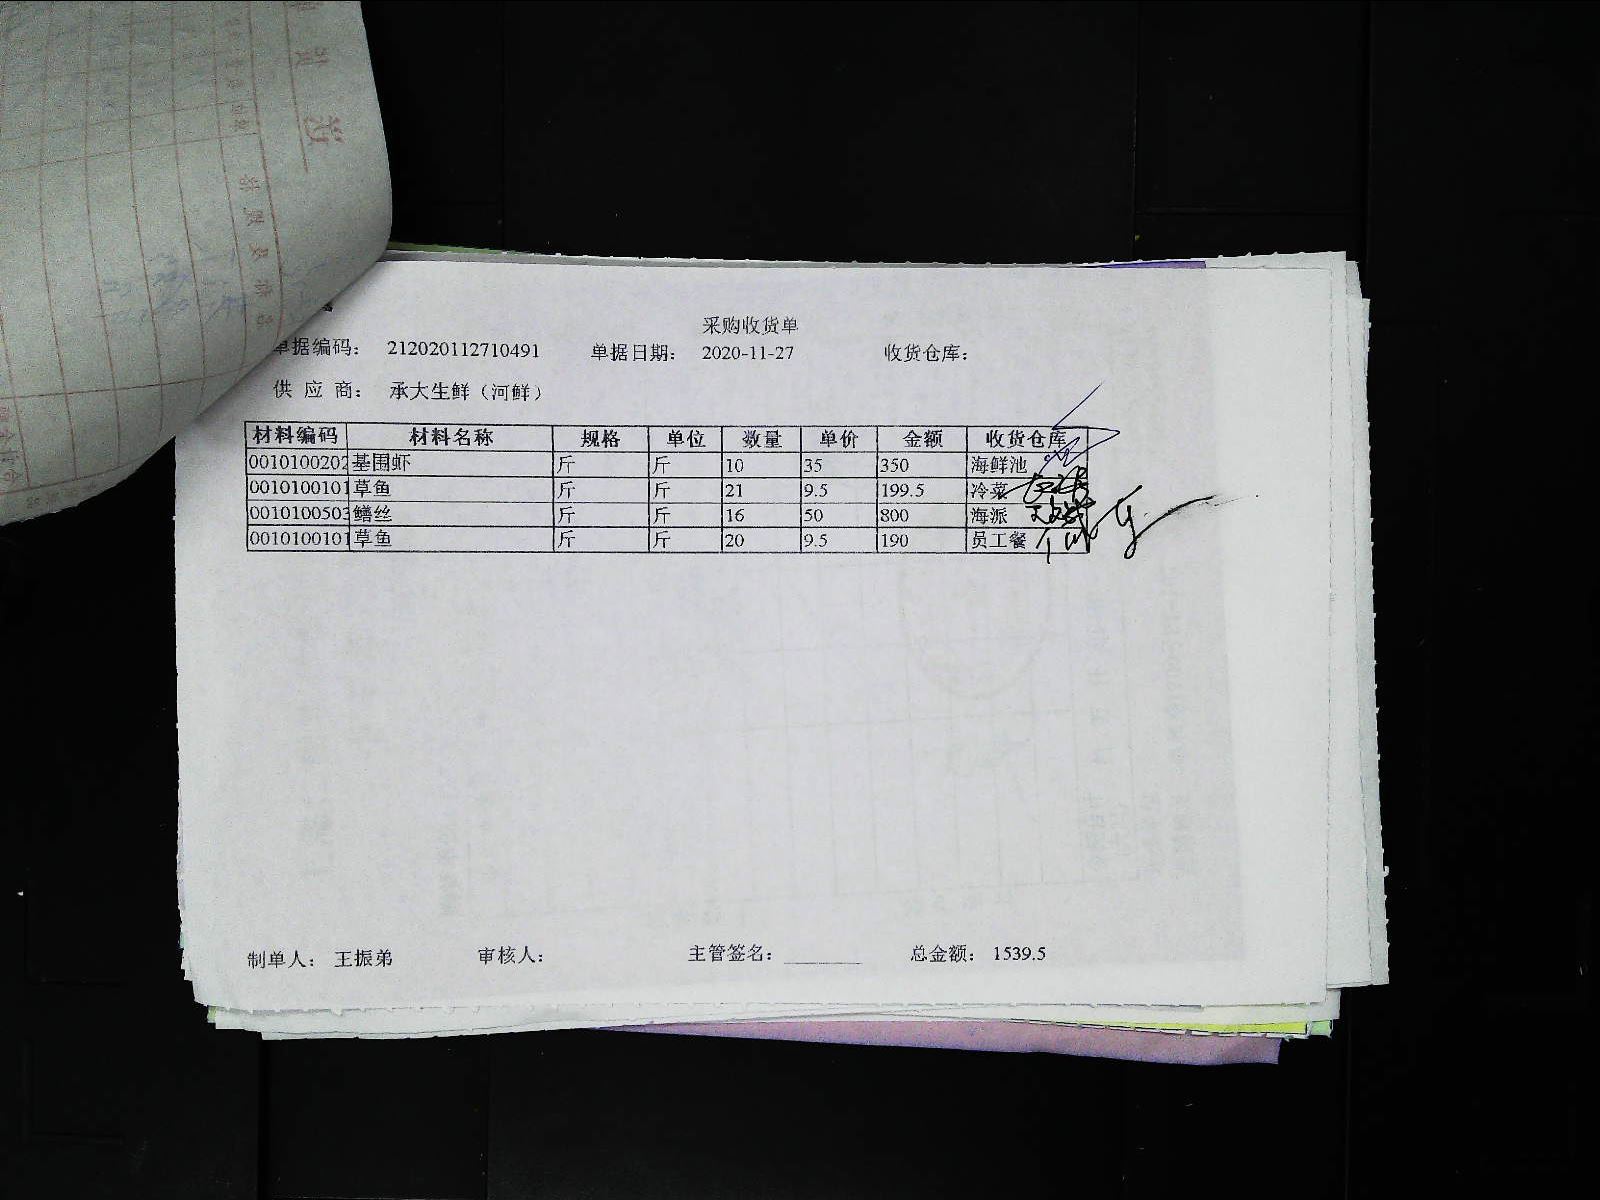 采购收货单
单据编码： 212020112710491 单据日期： 2020-11-27 收货仓库：
供 应 商： 承大生鲜（河鲜）
材料编码 材料名称 规格 单位 数量 单价 金额 收货仓库
0010100202 基围虾 斤 斤 10 35 350 海鲜池
0010100101 草鱼 斤 斤 21 9.5 199.5 冷菜
0010100503 鳝丝 斤 斤 16 50 800 海派
0010100101 草鱼 斤 斤 20 9.5 190 员工餐
制单人： 王振弟 审核人： 主管签名： 总金额： 1539.5